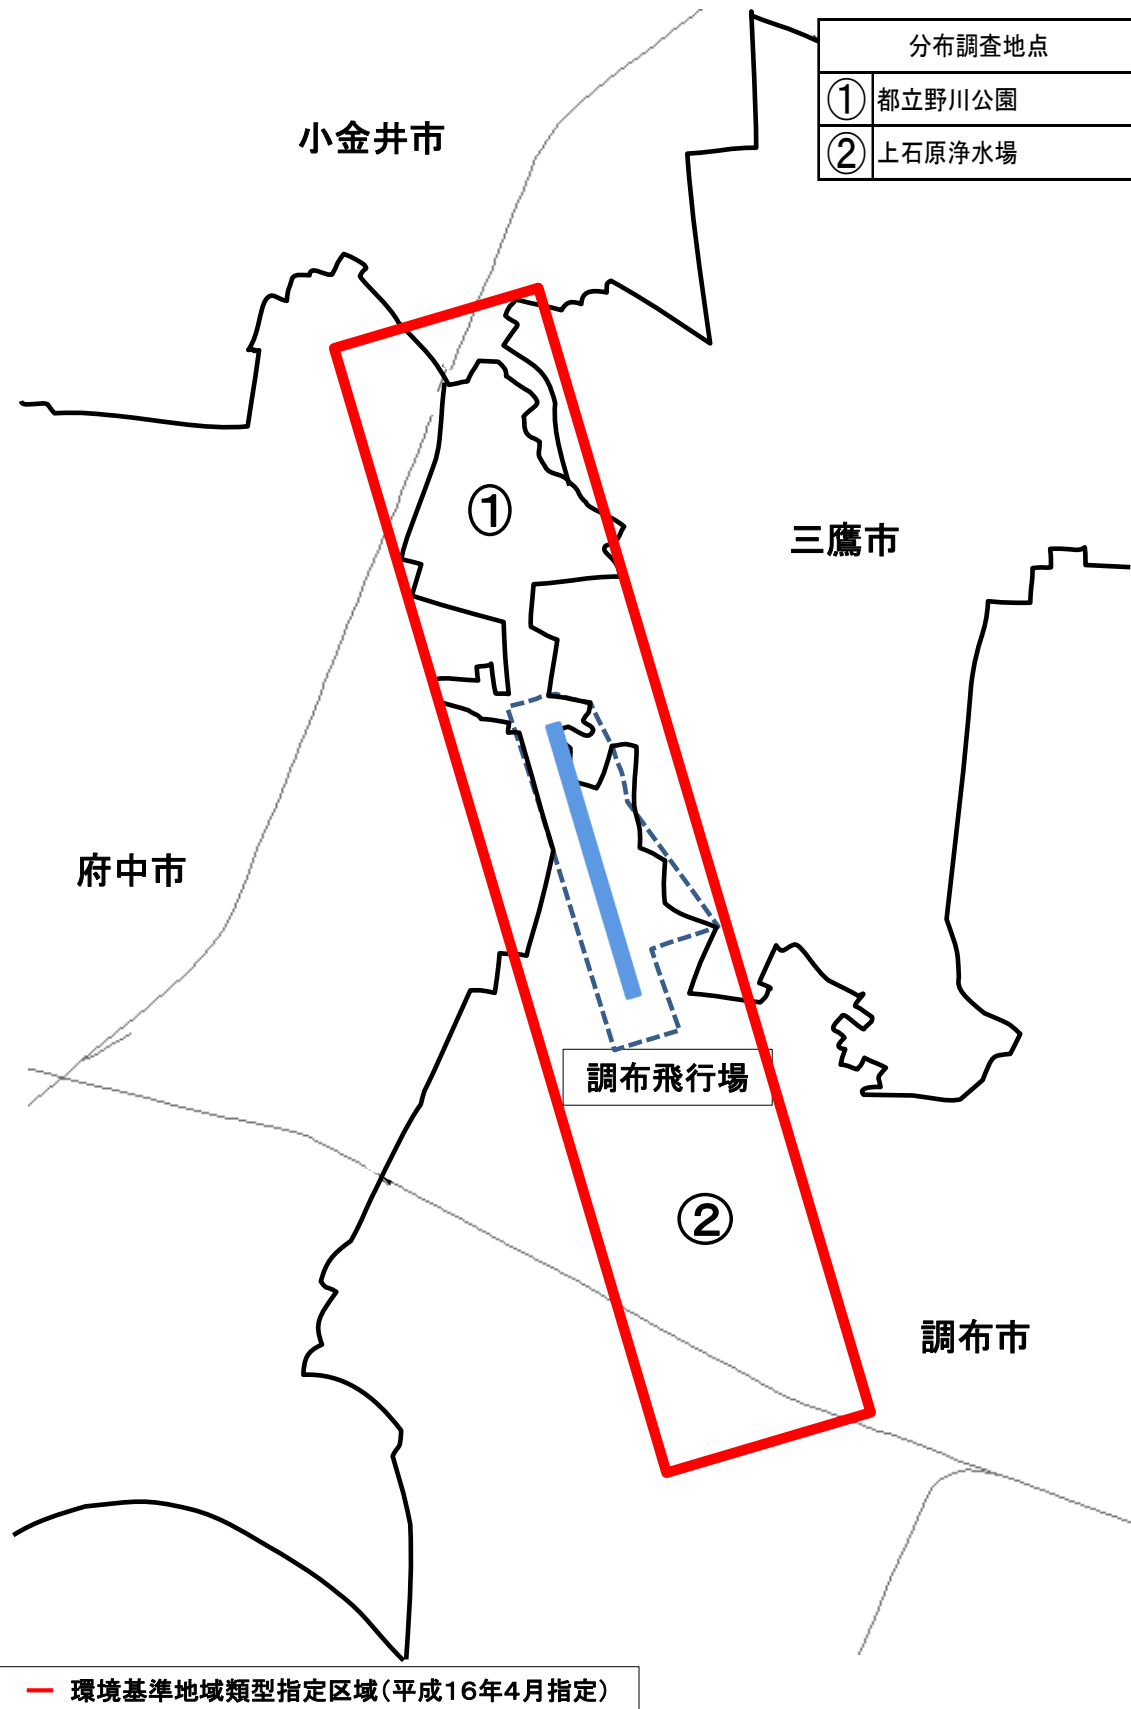 分布調査地点
① 都立野川公園
② 上石原浄水場
小金井市
①
三鷹市
府中市
調布飛行場
②
調布市
環境基準地域類型指定区域(平成16年4月指定)